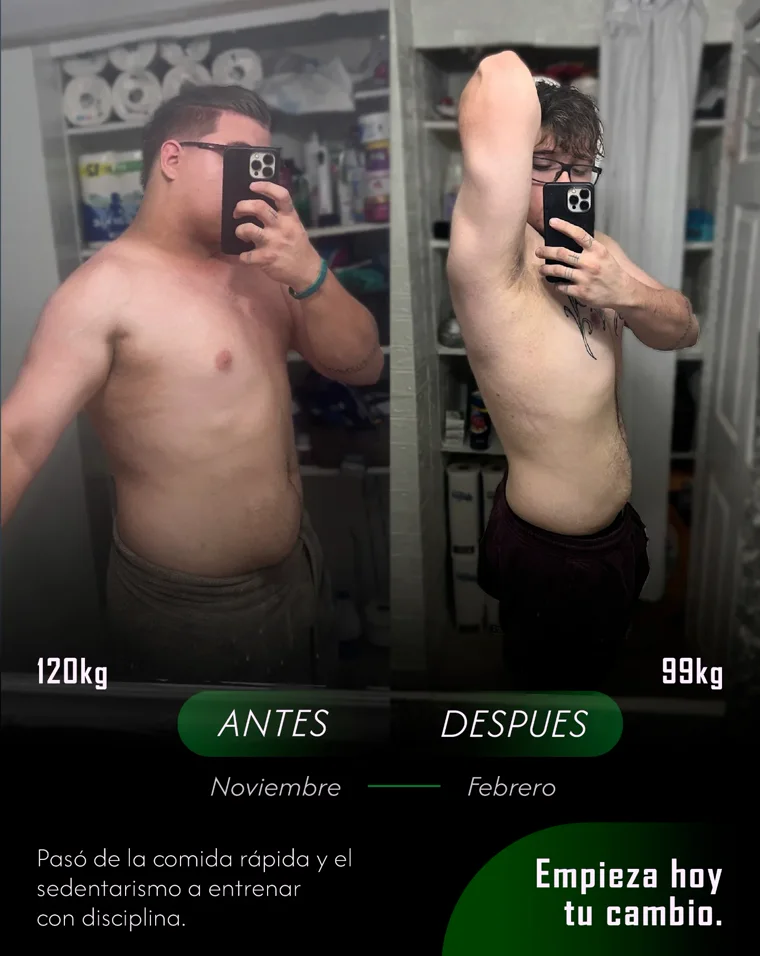 120kg
99kg
ANTES
DESPUES
Noviembre
Febrero
Pasó de la comida rápida y el
sedentarismo a entrenar
con disciplina.
Empieza hoy
tu cambio.